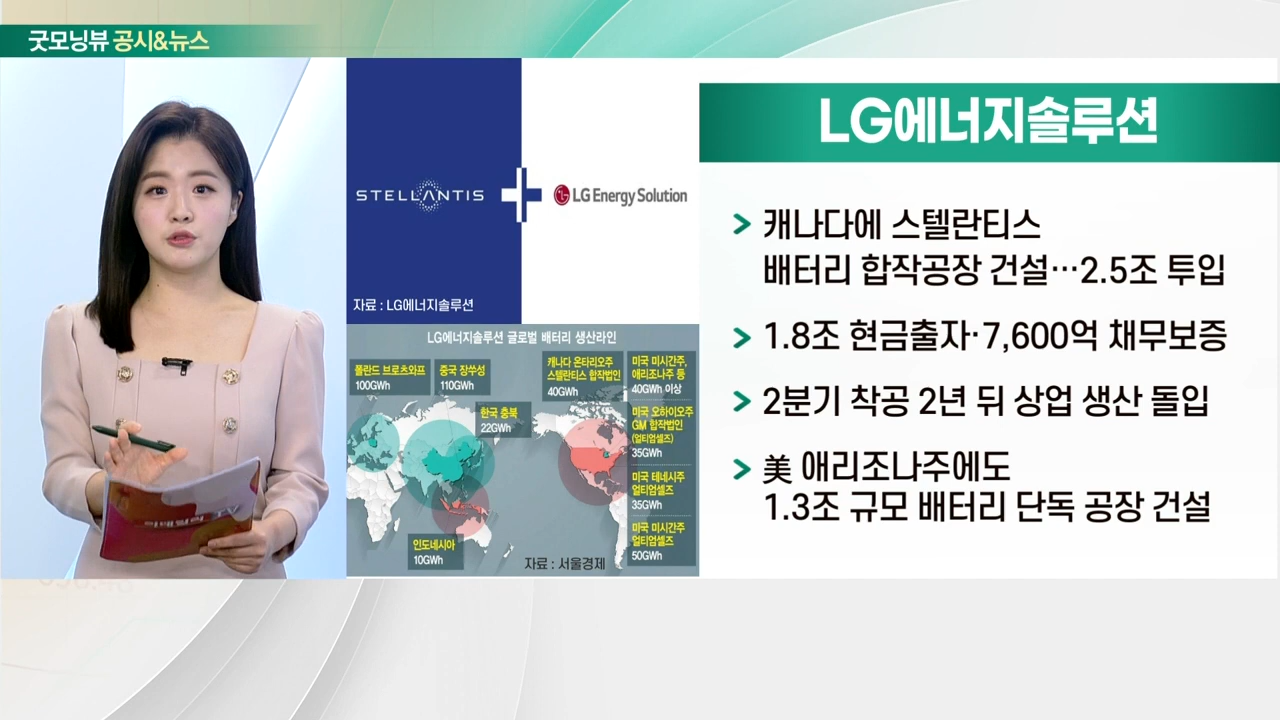 굿모닝뷰 공시&뉴스
STELLANTIS
LG Energy Solution
자료 : LG에너지솔루션
LG에너지솔루션 글로벌 배터리 생산라인
폴란드 브로츠와프
100GWh
중국 장쑤성
110GWh
한국 충북
22GWh
캐나다 온타리오주
스텔란티스 합작법인
40GWh
미국 미시간주,
애리조나주 등
40GWh 이상
미국 오하이오주
GM 합작법인
(얼티엄셀즈)
35GWh
미국 테네시주
얼티엄셀즈
35GWh
미국 미시간주
얼티엄셀즈
50GWh
인도네시아
10GWh
자료 : 서울경제
LG에너지솔루션
> 캐나다에 스텔란티스
배터리 합작공장 건설…2.5조 투입
> 1.8조 현금출자·7,600억 채무보증
> 2분기 착공 2년 뒤 상업 생산 돌입
> 美 애리조나주에도
1.3조 규모 배터리 단독 공장 건설